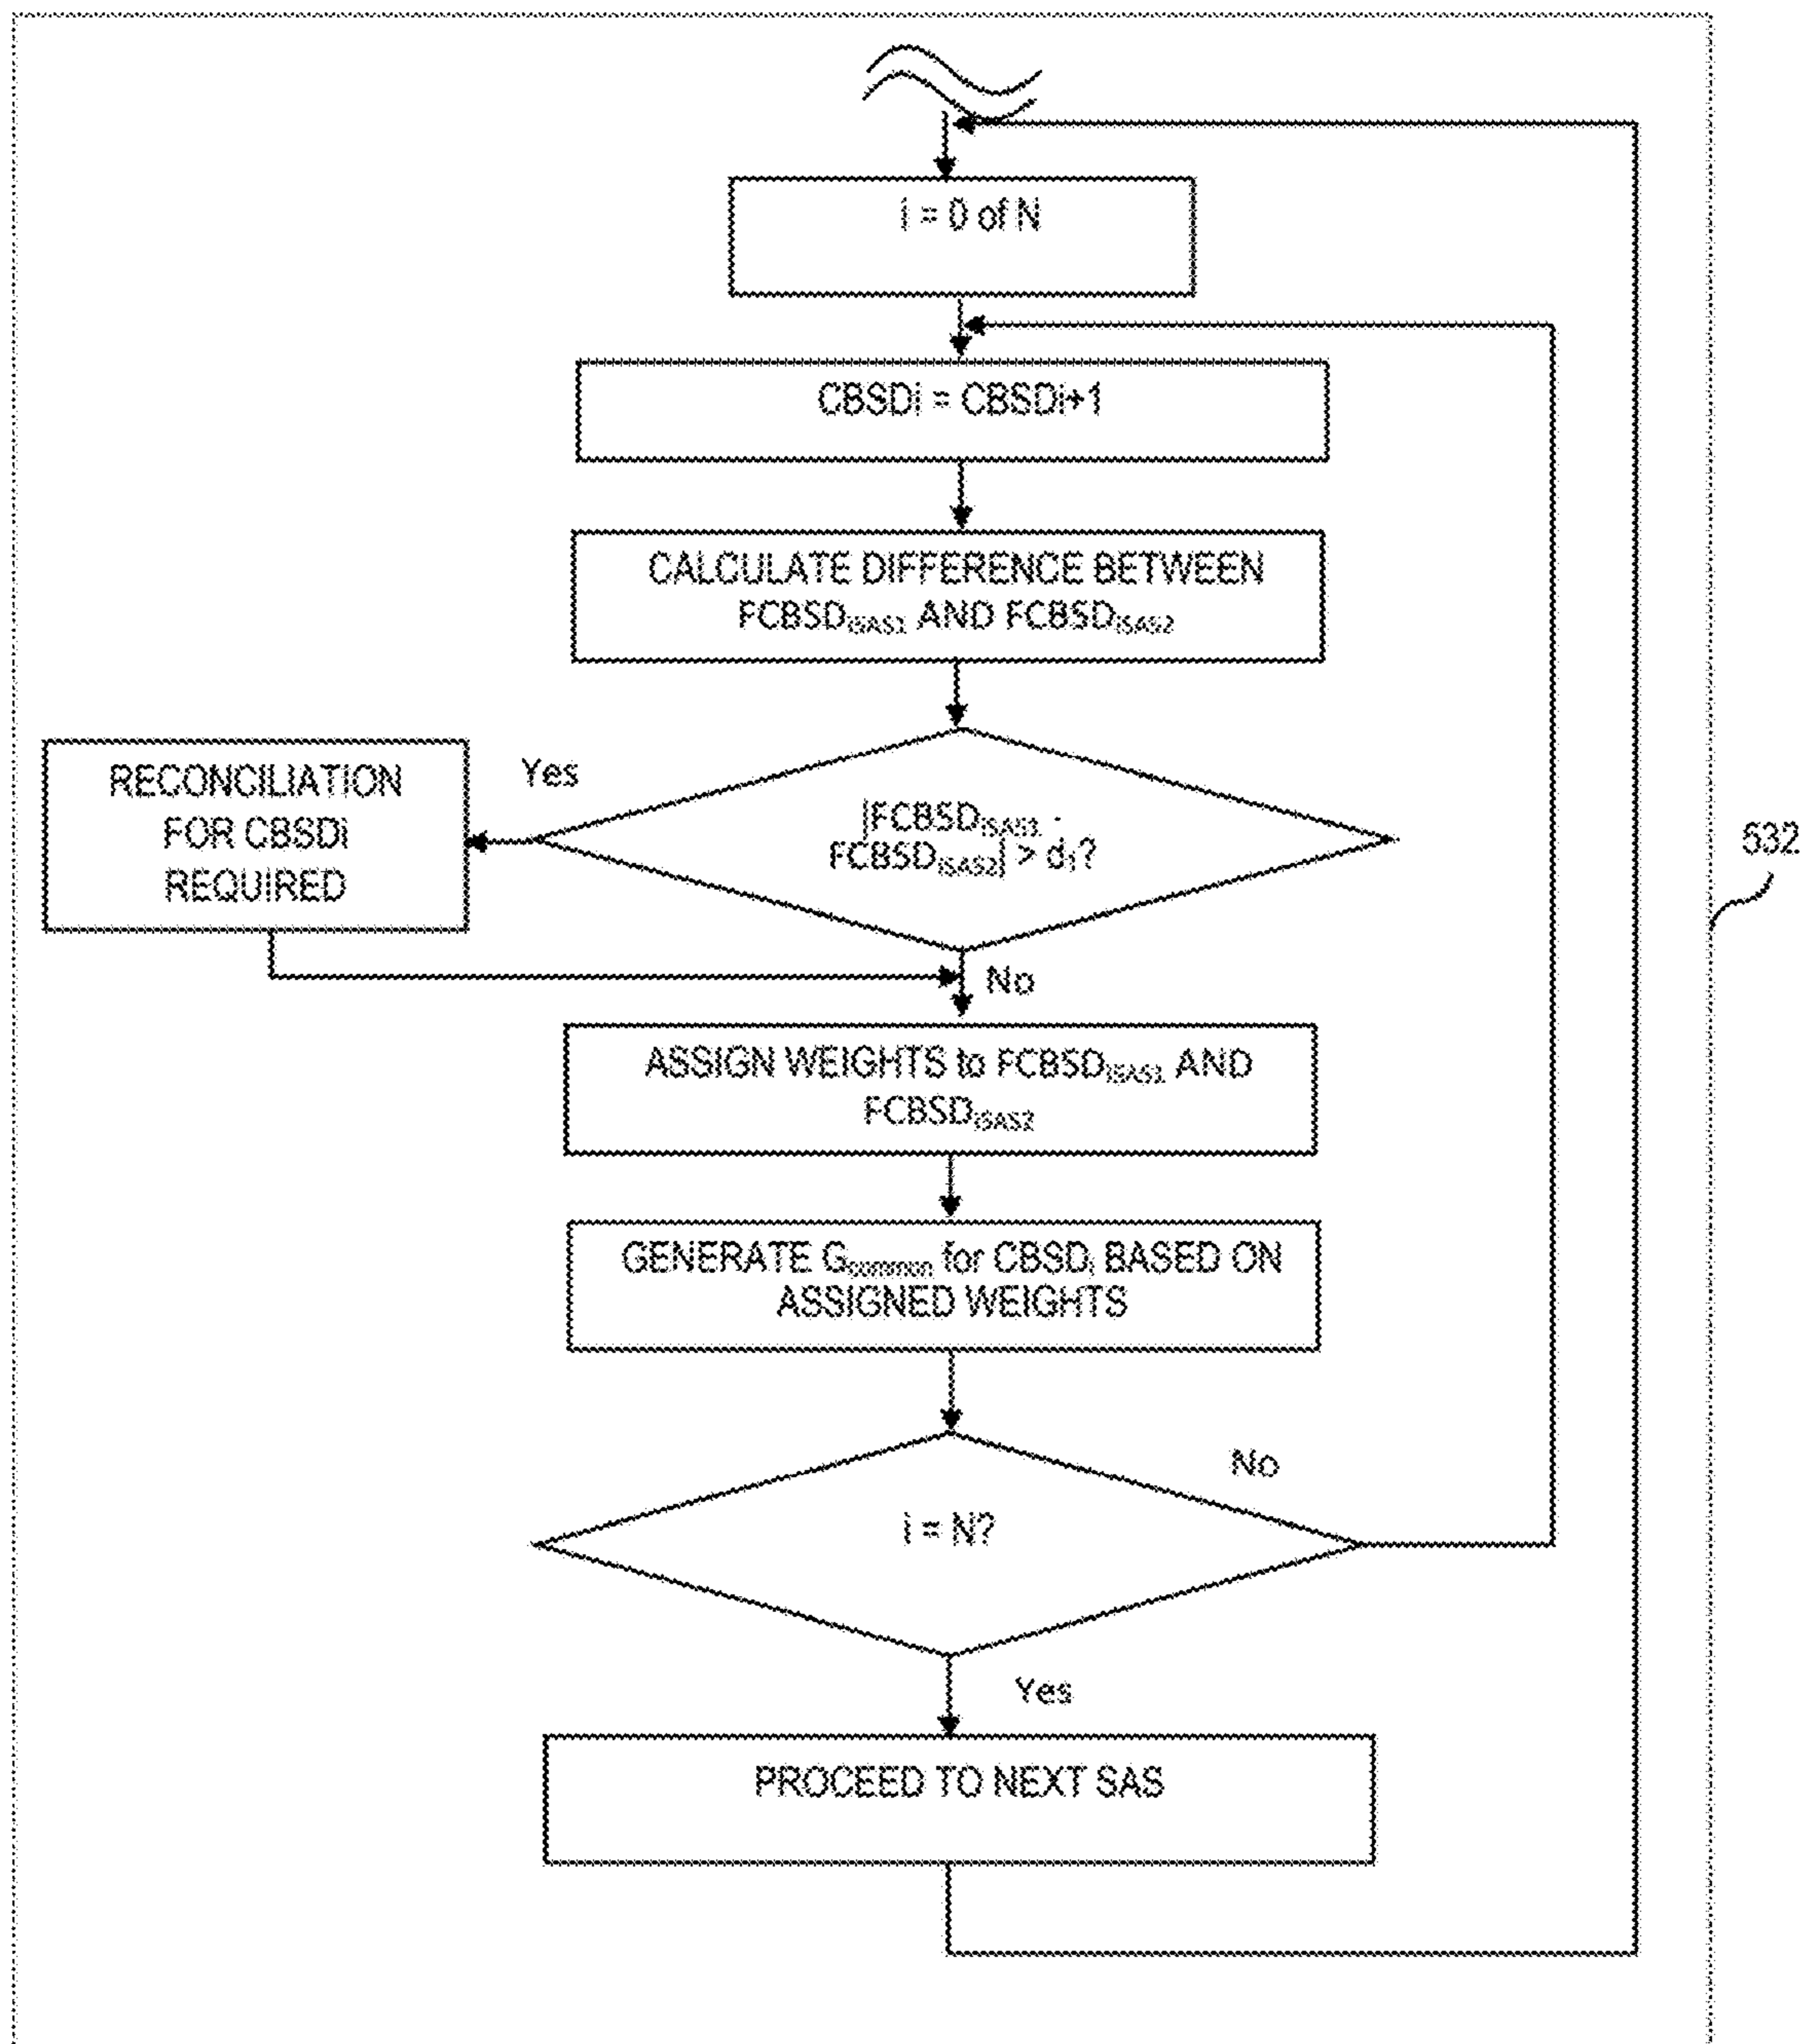 i = 0 of N
CBSDi = CBSDi+1
CALCULATE DIFFERENCE BETWEEN
FCBSDiSAS1 AND FCBSDiSAS2
Yes
RECONCILIATION
FOR CBSDi
REQUIRED
|FCBSDiSAS1 -
FCBSDiSAS2| > df?
632
No
ASSIGN WEIGHTS to FCBSDiSAS1 AND
FCBSDiSAS2
GENERATE Gcommon for CBSDi BASED ON
ASSIGNED WEIGHTS
No
i = N?
Yes
PROCEED TO NEXT SAS